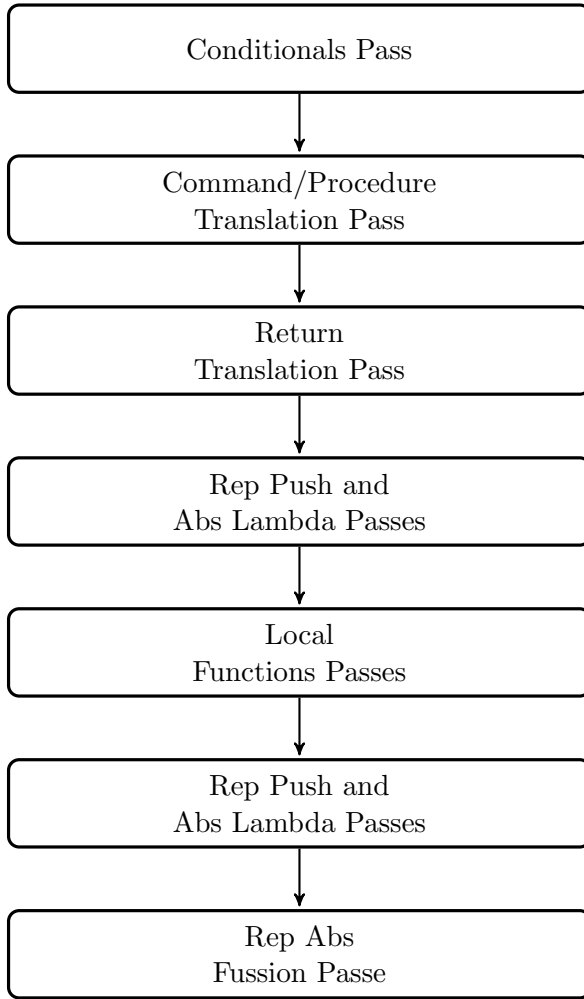 Conditionals Pass
Command/Procedure
Translation Pass
Return
Translation Pass
Rep Push and
Abs Lambda Passes
Local
Functions Passes
Rep Push and
Abs Lambda Passes
Rep Abs
Fussion Passe